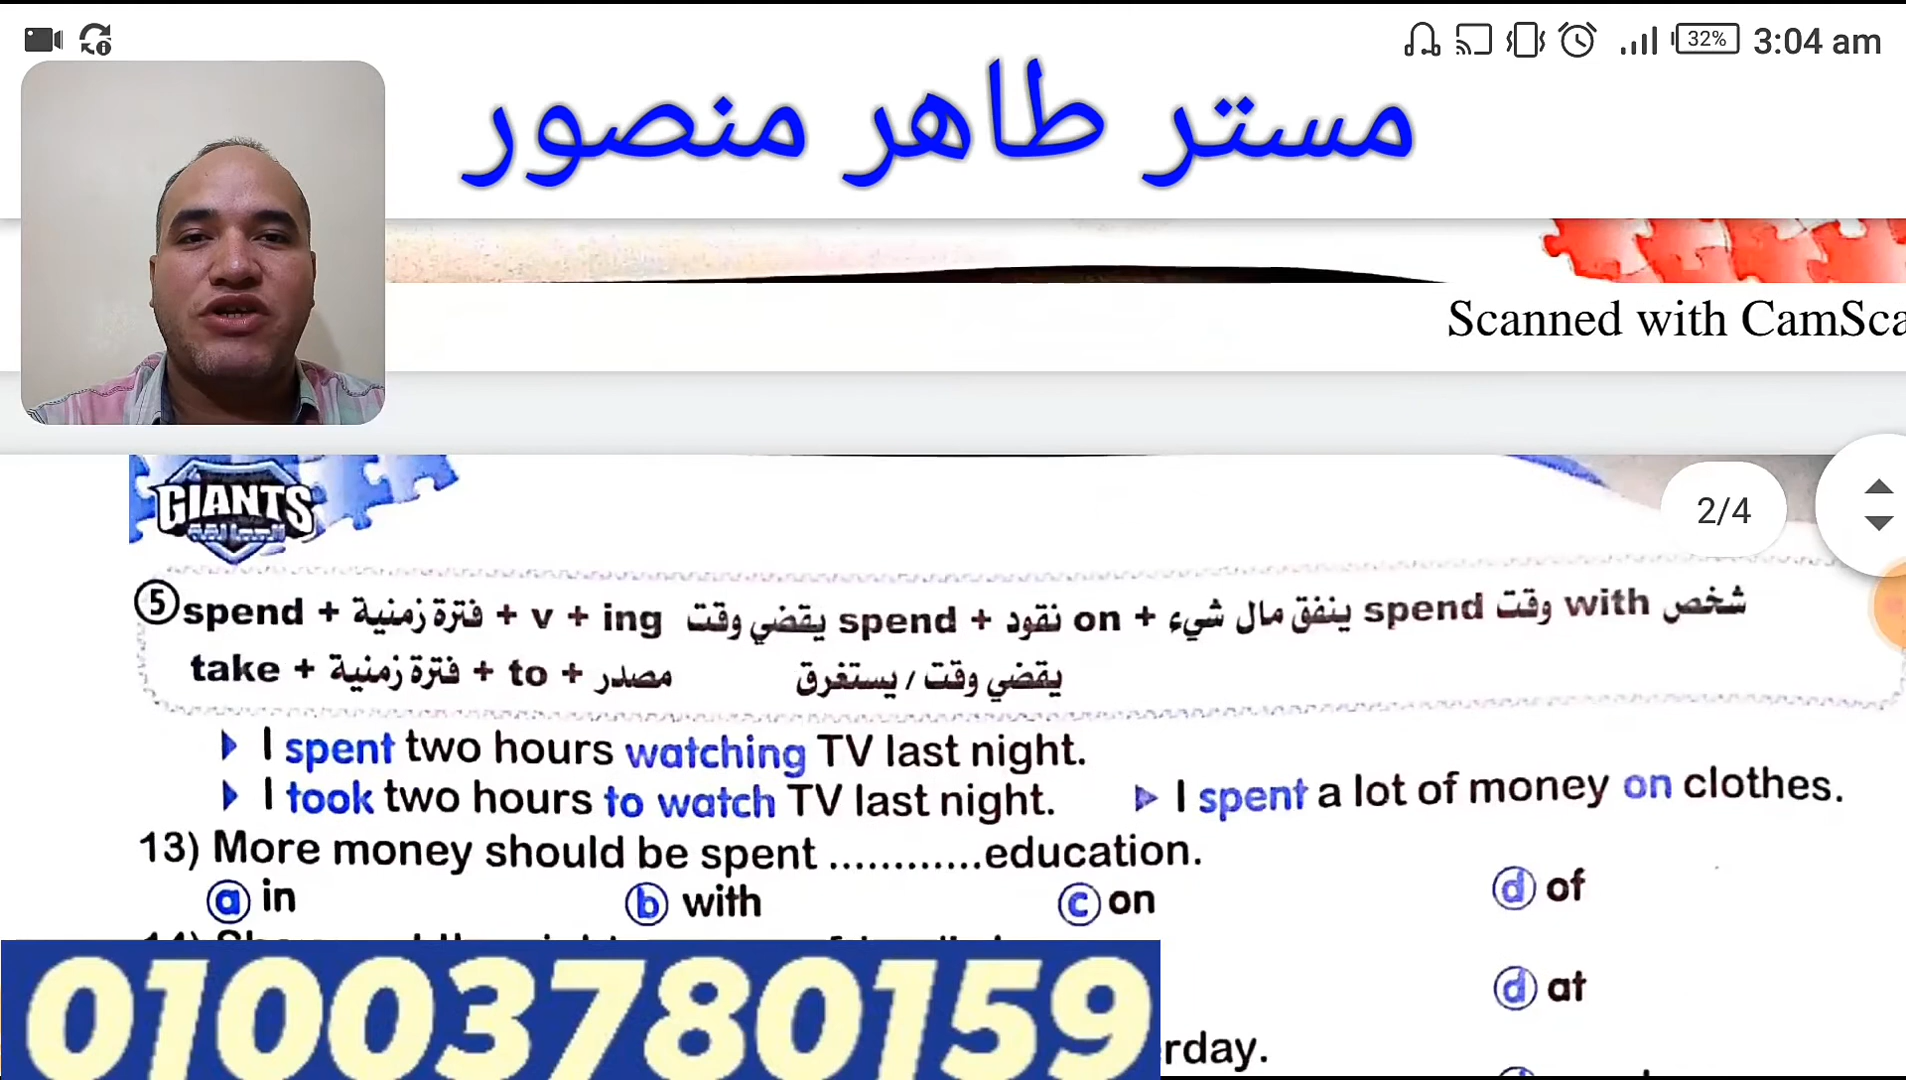 32% 3:04 am
مستر طاهر منصور
Scanned with CamSca
GIANTS
العمالقة
2/4
⑤ spend + فترة زمنية + v + ing يقضي وقت spend + نقود on + شيء ينفق مال spend وقت with شخص
take + فترة زمنية + to + مصدر يقضي وقت / يستغرق
I spent two hours watching TV last night.
I took two hours to watch TV last night. I spent a lot of money on clothes.
13) More money should be spent ............education.
ⓐ in ⓑ with ⓒ on ⓓ of
ⓓ at
01003780159
rday.